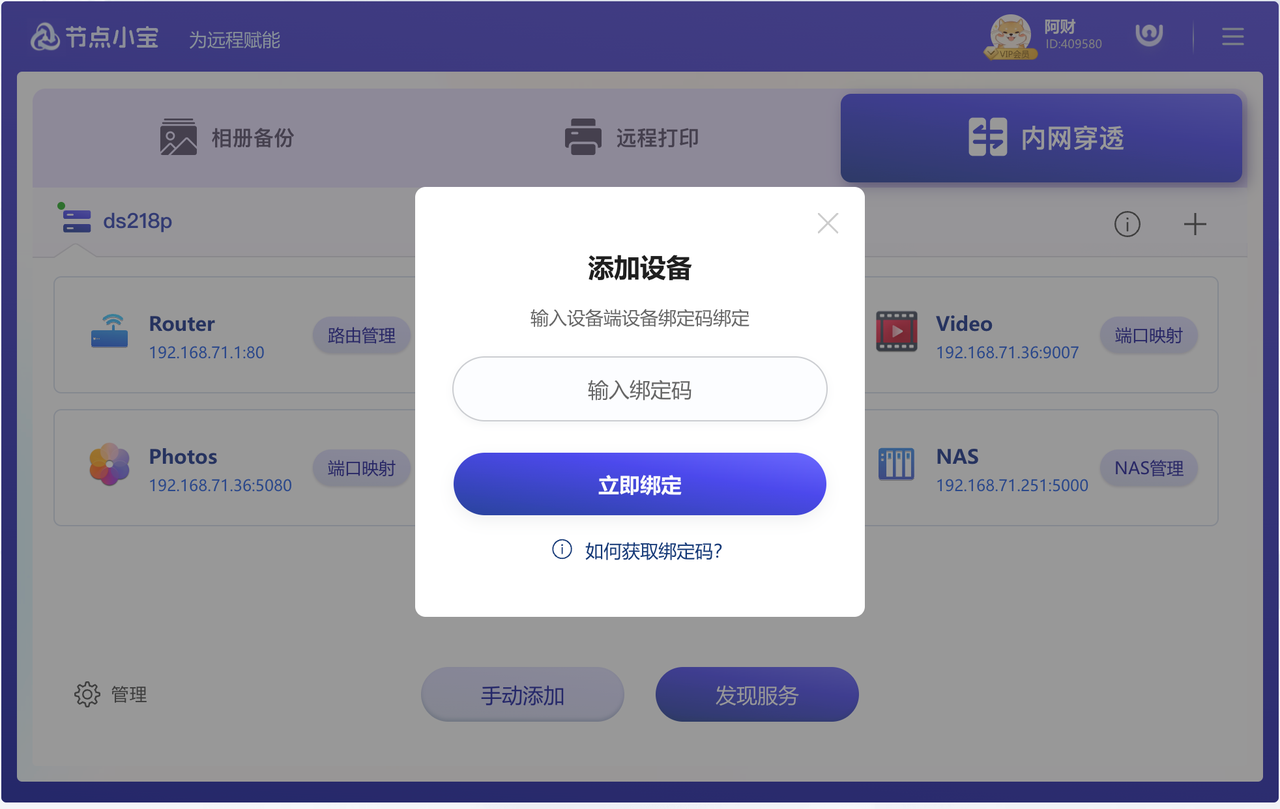 节点小宝
为远程赋能
阿财
ID:409580
VIP会员
相册备份
远程打印
内网穿透
ds218p
添加设备
输入设备端设备绑定码绑定
输入绑定码
立即绑定
如何获取绑定码?
Router
192.168.71.1:80
路由管理
Video
192.168.71.36:9007
端口映射
Photos
192.168.71.36:5080
端口映射
NAS
192.168.71.251:5000
NAS管理
管理
手动添加
发现服务